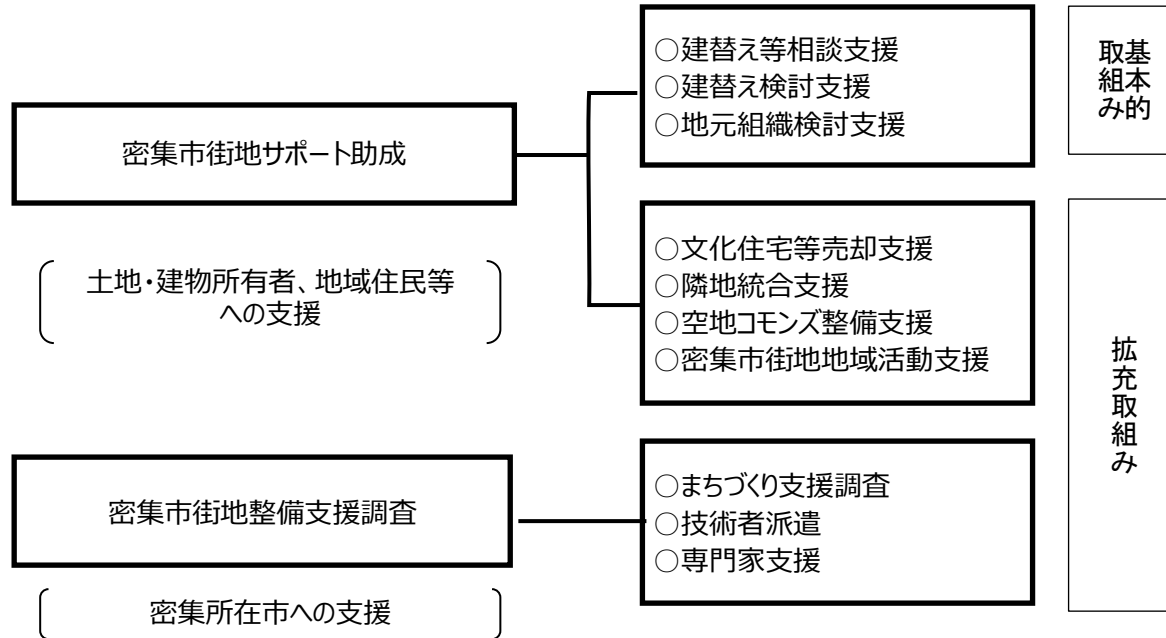 密集市街地サポート助成
土地・建物所有者、地域住民等
への支援
○建替え等相談支援
○建替え検討支援
○地元組織検討支援
基本的
取組み
○文化住宅等売却支援
○隣地統合支援
○空地コモンズ整備支援
○密集市街地地域活動支援
拡充取組み
密集市街地整備支援調査
密集所在市への支援
○まちづくり支援調査
○技術者派遣
○専門家支援